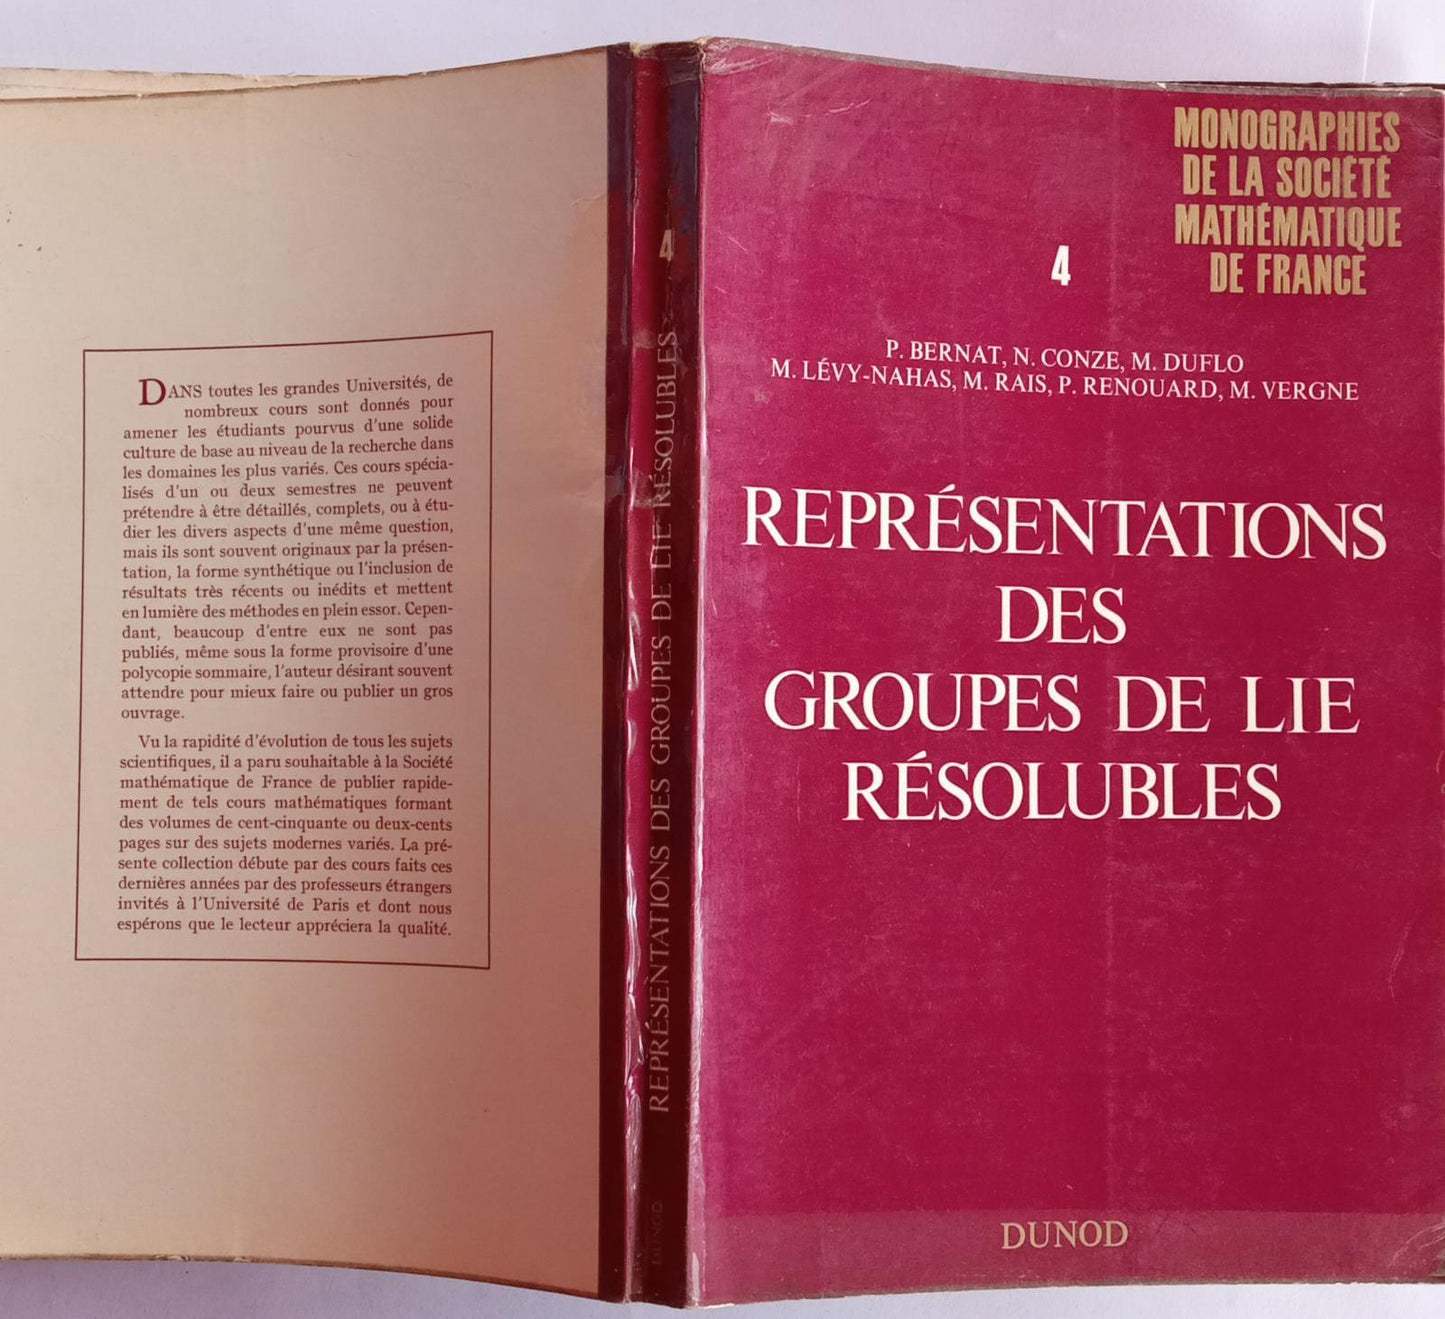 DANS toutes les grandes Universités, de
nombreux cours sont donnés pour
amener les étudiants pourvus d'une solide
culture de base au niveau de la recherche dans
les domaines les plus variés. Ces cours spécia-
lisés d'un ou deux semestres ne peuvent
prétendre à être détaillés, complets, ou à étu-
dier les divers aspects d'une même question,
mais ils sont souvent originaux par la présen-
tation, la forme synthétique ou l'inclusion de
résultats très récents ou inédits et mettent
en lumière des méthodes en plein essor. Cepen-
dant, beaucoup d'entre eux ne sont pas
publiés, même sous la forme provisoire d'une
polycopie sommaire, l'auteur désirant souvent
attendre pour mieux faire ou publier un gros
ouvrage.
Vu la rapidité d'évolution de tous les sujets
scientifiques, il a paru souhaitable à la Société
mathématique de France de publier rapide-
ment de tels cours mathématiques formant
des volumes de cent-cinquante ou deux-cents
pages sur des sujets modernes variés. La pré-
sente collection débute par des cours faits ces
dernières années par des professeurs étrangers
invités à l'Université de Paris et dont nous
espérons que le lecteur appréciera la qualité.
4
REPRÉSENTATIONS DES GROUPES DE LIE RÉSOLUBLES
DUNOD
MONOGRAPHIES
DE LA SOCIÉTÉ
MATHÉMATIQUE
DE FRANCE
4
P. BERNAT, N. CONZE, M. DUFLO
M. LÉVY-NAHAS, M. RAIS, P. RENOUARD, M. VERGNE
REPRÉSENTATIONS
DES
GROUPES DE LIE
RÉSOLUBLES
DUNOD